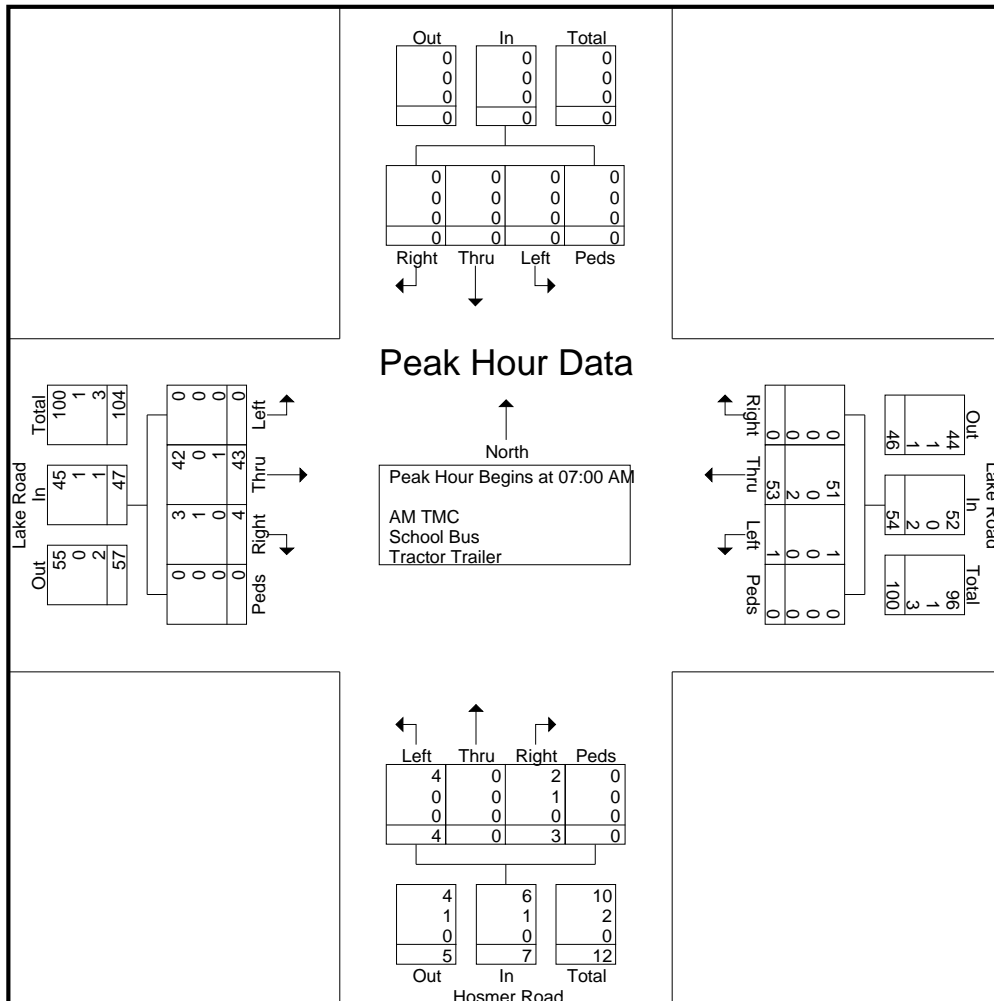 Out In Total
0 0 0
0 0 0
0 0 0
0 0 0
0 0 0 0
0 0 0 0
0 0 0 0
0 0 0 0
Right Thru Left Peds
Peak Hour Data
North
Peak Hour Begins at 07:00 AM
AM TMC
School Bus
Tractor Trailer
Lake Road
Total
100 1 3 104
In
45 1 1 47
Out
55 0 2 57
Left
0 0 0 0
Thru
42 0 1 43
Right
3 1 0 4
Peds
0 0 0 0
Right
0 0 0 0
Thru
51 0 2 53
Left
1 0 0 1
Peds
0 0 0 0
Out
44 1 1 46
In
52 0 2 54
Total
96 1 3 100
Lake Road
Left Thru Right Peds
4 0 2 0
0 0 1 0
0 0 0 0
4 0 3 0
4 6 10
1 1 2
0 0 0
5 7 12
Out In Total
Hosmer Road